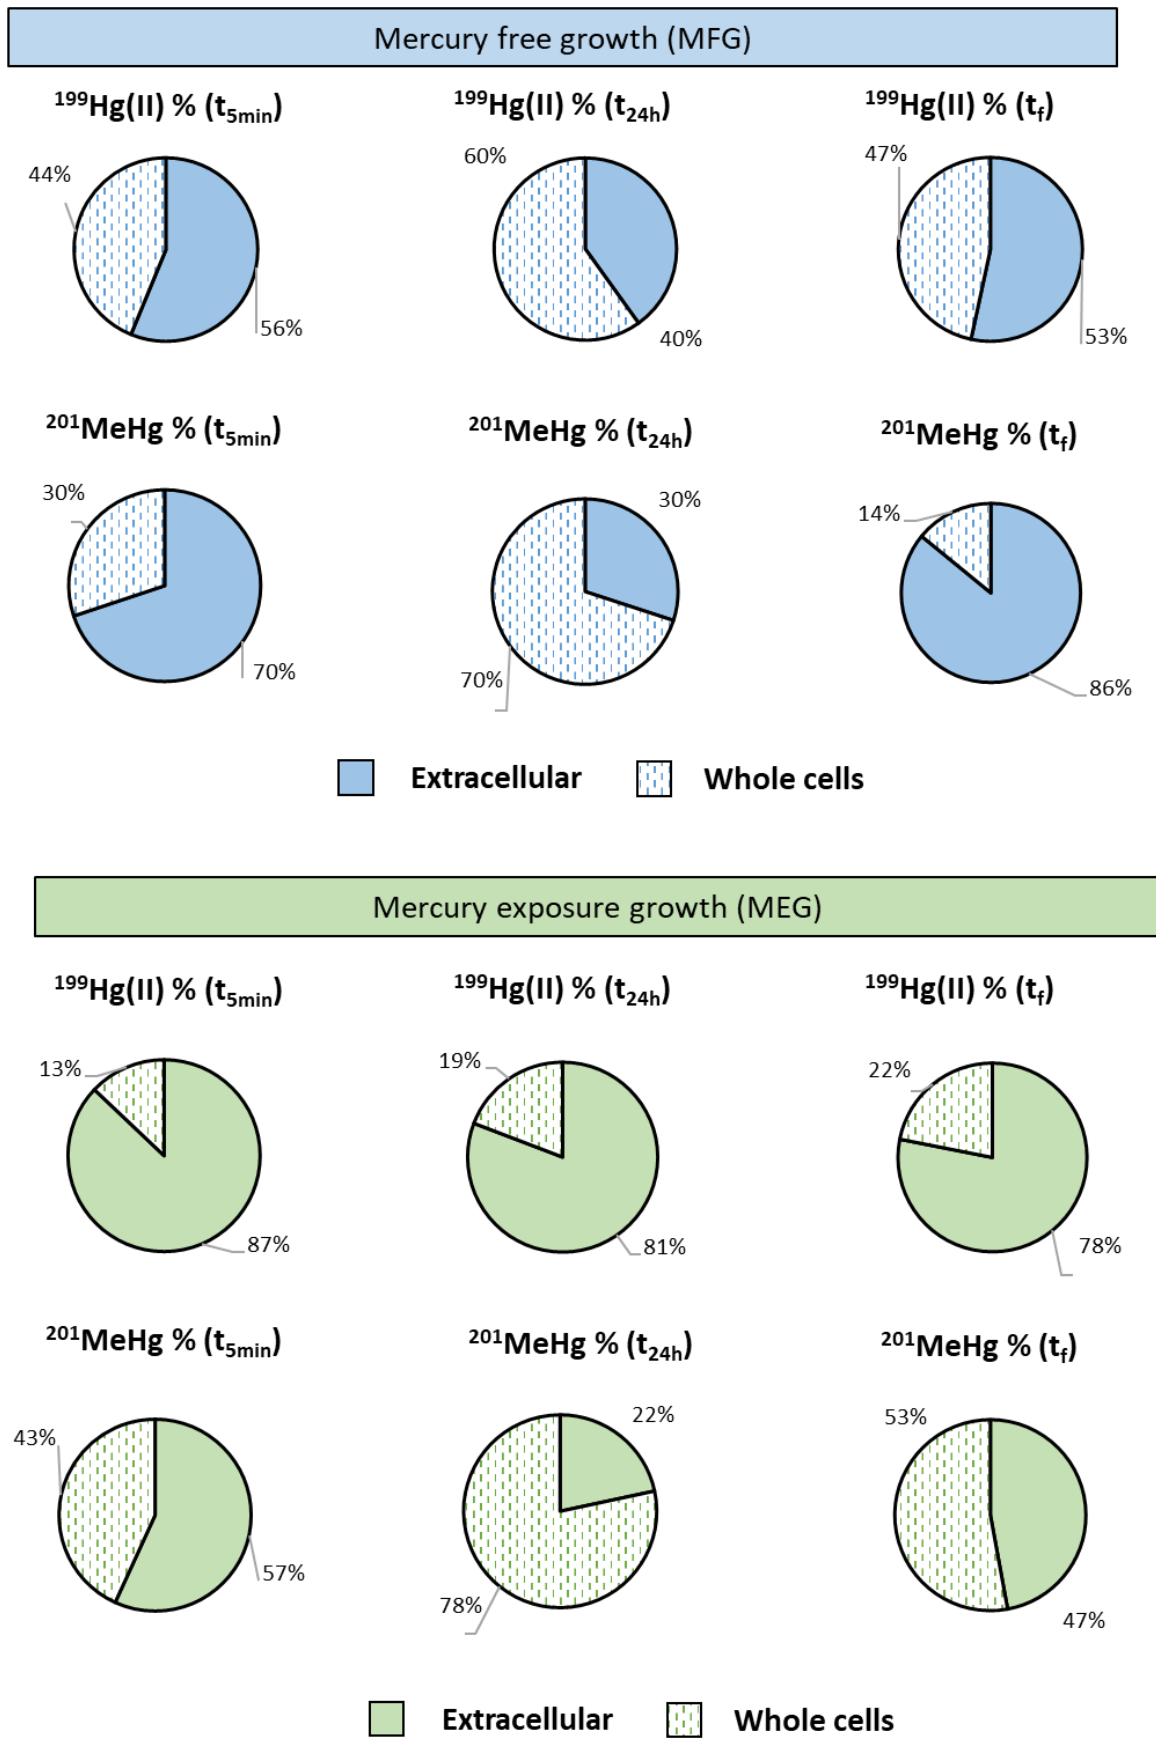 Mercury free growth (MFG)
¹⁹⁹Hg(II) % (t₅min) ¹⁹⁹Hg(II) % (t₂₄h) ¹⁹⁹Hg(II) % (tf)
44% 60% 47%
56% 40% 53%
²⁰¹MeHg % (t₅min) ²⁰¹MeHg % (t₂₄h) ²⁰¹MeHg % (tf)
30% 30% 14%
70% 70% 86%
Extracellular Whole cells
Mercury exposure growth (MEG)
¹⁹⁹Hg(II) % (t₅min) ¹⁹⁹Hg(II) % (t₂₄h) ¹⁹⁹Hg(II) % (tf)
13% 19% 22%
87% 81% 78%
²⁰¹MeHg % (t₅min) ²⁰¹MeHg % (t₂₄h) ²⁰¹MeHg % (tf)
43% 22% 53%
57% 78% 47%
Extracellular Whole cells